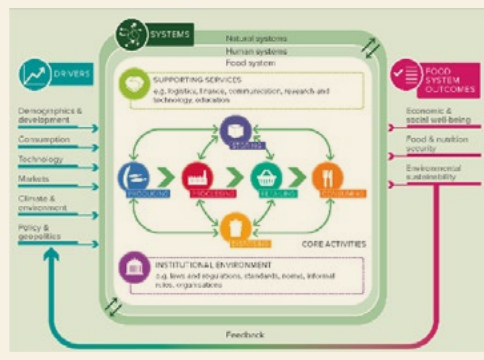 SYSTEMS
Natural systems
Human systems
Food system
DRIVERS
Demographics &
development
Consumption
Technology
Markets
Climate &
environment
Policy &
geopolitics
SUPPORTING SERVICES
e.g. logistics, finance, communication, research and
technology, education
STORING
PRODUCING
PROCESSING
RETAILING
CONSUMING
CORE ACTIVITIES
INSTITUTIONAL ENVIRONMENT
e.g. laws and regulations, standards, norms, informal
rules, organisations
FOOD
SYSTEM
OUTCOMES
Economic &
social well-being
Food & nutrition
security
Environmental
sustainability
Feedback